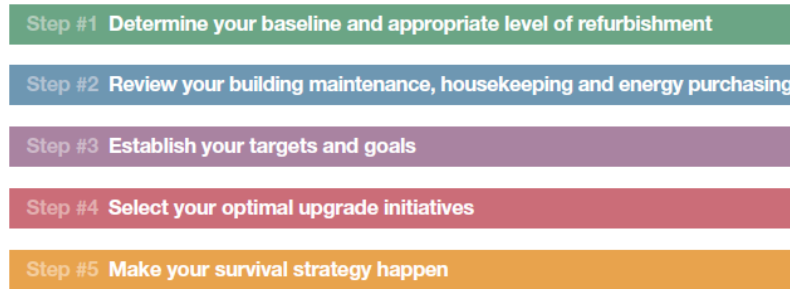 Step #1 Determine your baseline and appropriate level of refurbishment
Step #2 Review your building maintenance, housekeeping and energy purchasing
Step #3 Establish your targets and goals
Step #4 Select your optimal upgrade initiatives
Step #5 Make your survival strategy happen